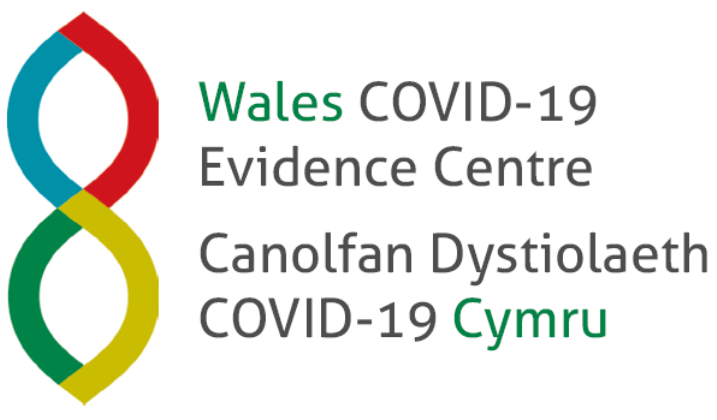 Wales COVID-19
Evidence Centre
Canolfan Dystiolaeth
COVID-19 Cymru